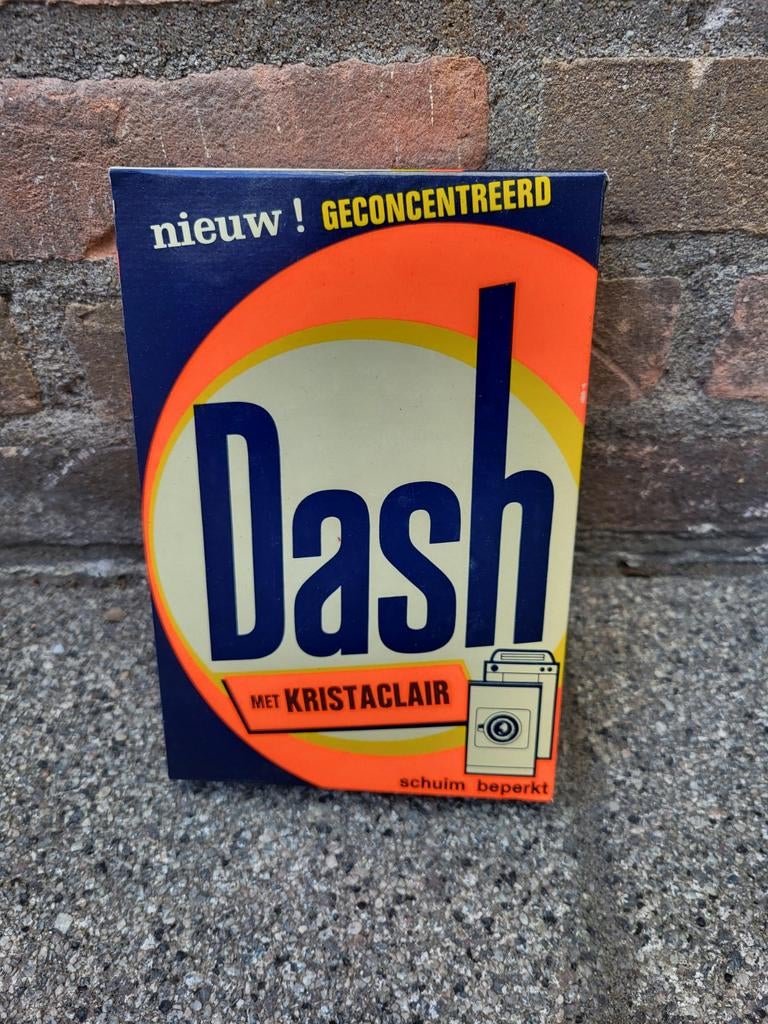 nieuw ! GECONCENTREERD
Dash
MET KRISTACLAIR
schuim beperkt